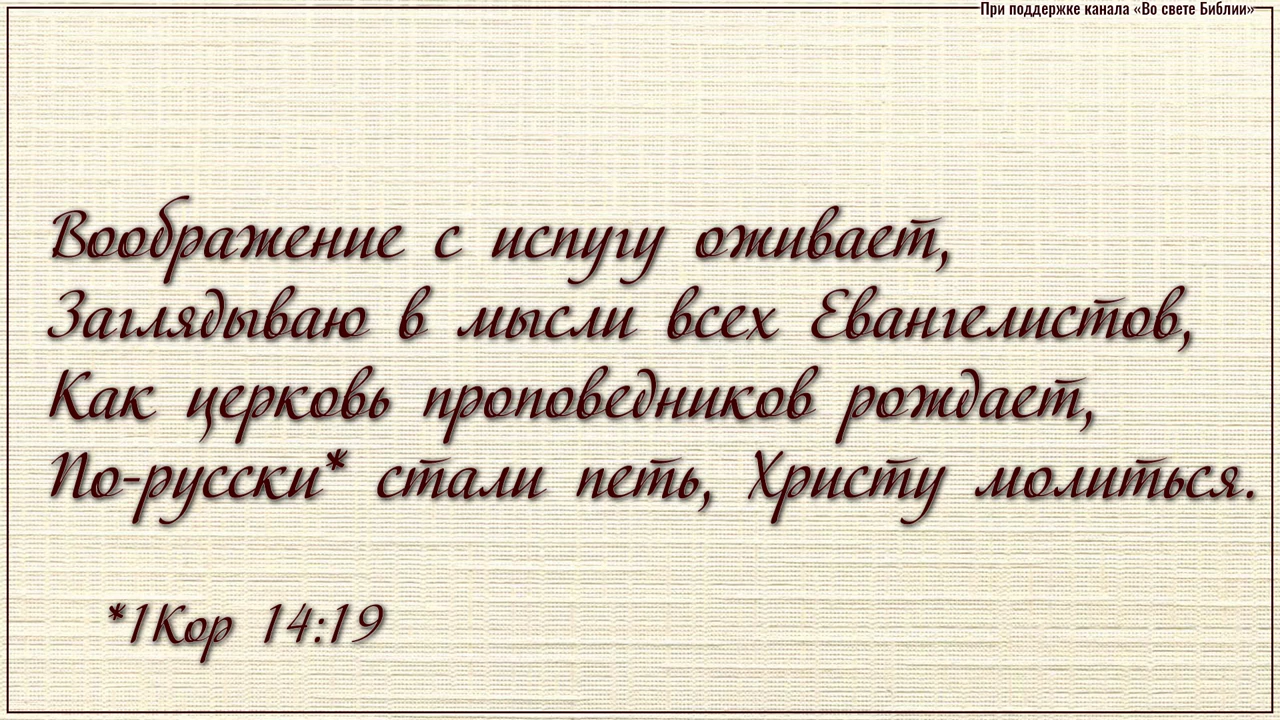 При поддержке канала «Во свете Библии»
Воображение с испугу оживает,
Заглядываю в мысли всех Евангелистов,
Как церковь проповедников рождает,
По-русски* стали петь, Христу молиться.
*1Кор 14:19